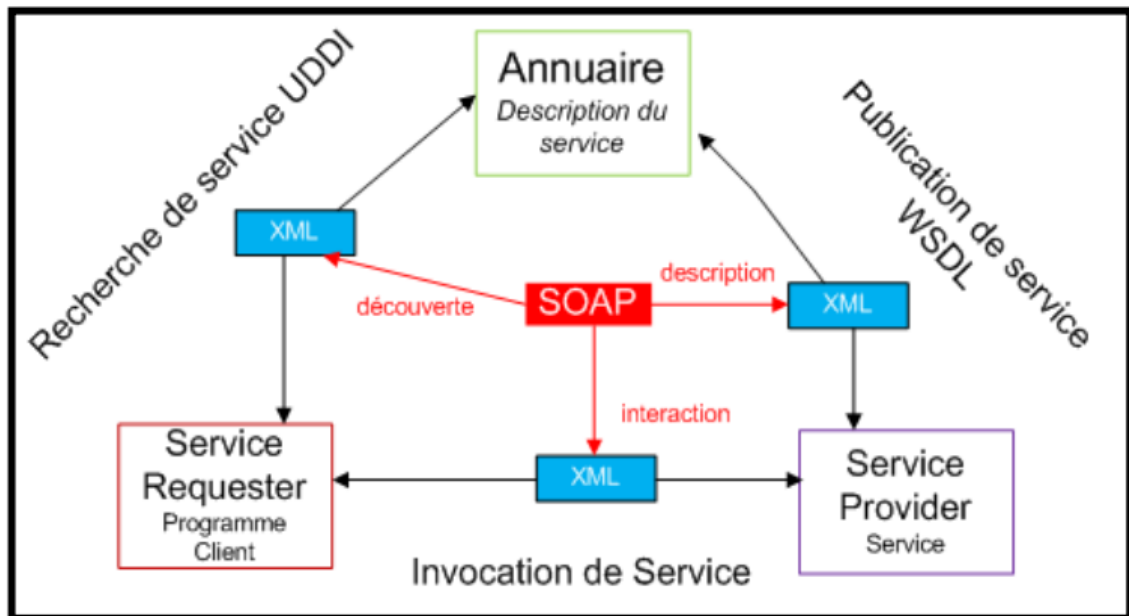 Annuaire
Description du
service
Recherche de service UDDI
Publication de service
WSDL
XML
découverte
SOAP
description
XML
interaction
Service
Requester
Programme
Client
XML
Service
Provider
Service
Invocation de Service